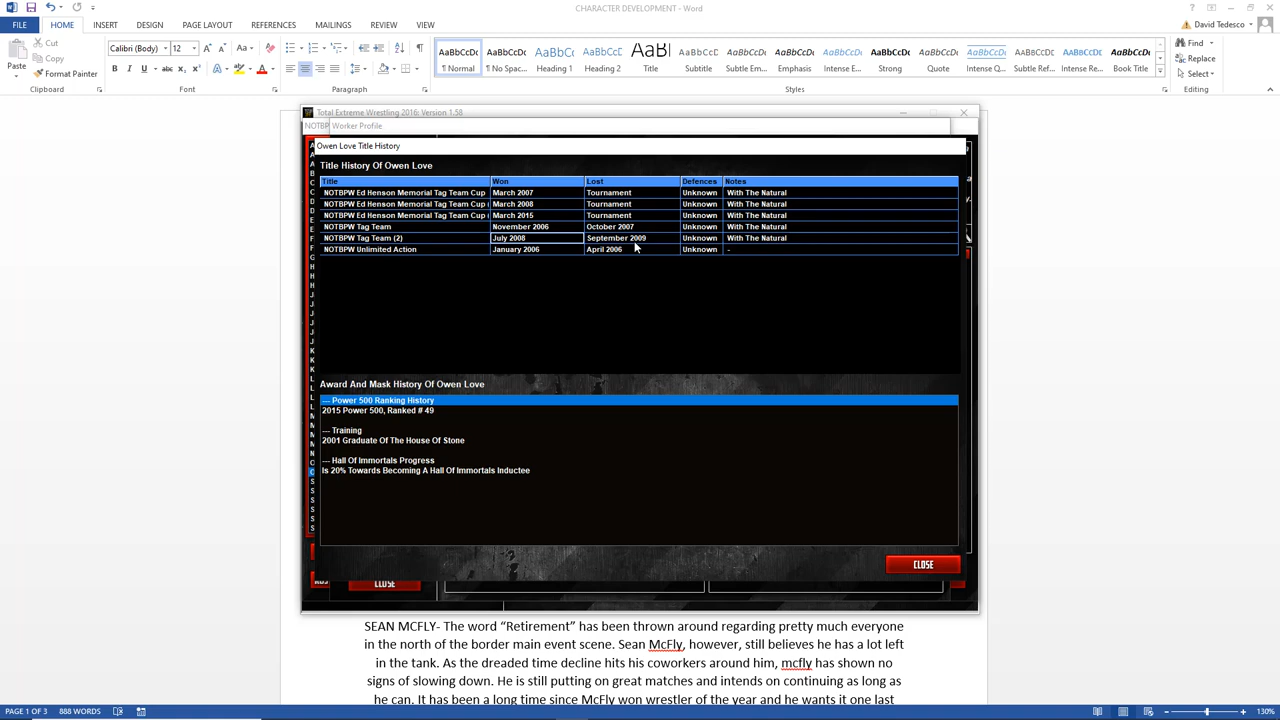 CHARACTER DEVELOPMENT - Word
FILE HOME INSERT DESIGN PAGE LAYOUT REFERENCES MAILINGS REVIEW VIEW David Tedesco
Paste Cut Copy Format Painter
Calibri (Body) 12
AaBbCcDc AaBbCcDc AaBbCc AaBbCcC AaBl AaBbCcD AaBbCcDc AaBbCcDc AaBbCcDc AaBbCcDc AaBbCcDc AaBbCcDc AaBbCcDc AaBbCcDc AaBbCcDc
¶ Normal ¶ No Spac... Heading 1 Heading 2 Title Subtitle Subtle Em... Emphasis Intense E... Strong Quote Intense Q... Subtle Ref... Intense Re... Book Title
Find Replace Select
Clipboard Font Paragraph Styles Editing
Total Extreme Wrestling 2016: Version 1.58
NOTBP Worker Profile
Owen Love Title History
Title History Of Owen Love
Title Won Lost Defences Notes
NOTBPW Ed Henson Memorial Tag Team Cup March 2007 Tournament Unknown With The Natural
NOTBPW Ed Henson Memorial Tag Team Cup ( March 2008 Tournament Unknown With The Natural
NOTBPW Ed Henson Memorial Tag Team Cup ( March 2015 Tournament Unknown With The Natural
NOTBPW Tag Team November 2006 October 2007 Unknown With The Natural
NOTBPW Tag Team (2) July 2008 September 2009 Unknown With The Natural
NOTBPW Unlimited Action January 2006 April 2006 Unknown -
Award And Mask History Of Owen Love
--- Power 500 Ranking History
2015 Power 500, Ranked # 49
--- Training
2001 Graduate Of The House Of Stone
--- Hall Of Immortals Progress
Is 20% Towards Becoming A Hall Of Immortals Inductee
CLOSE
CLOSE
SEAN MCFLY- The word “Retirement” has been thrown around regarding pretty much everyone
in the north of the border main event scene. Sean McFly, however, still believes he has a lot left
in the tank. As the dreaded time decline hits his coworkers around him, mcfly has shown no
signs of slowing down. He is still putting on great matches and intends on continuing as long as
he can. It has been a long time since McFly won wrestler of the year and he wants it one last
PAGE 1 OF 3 888 WORDS 130%